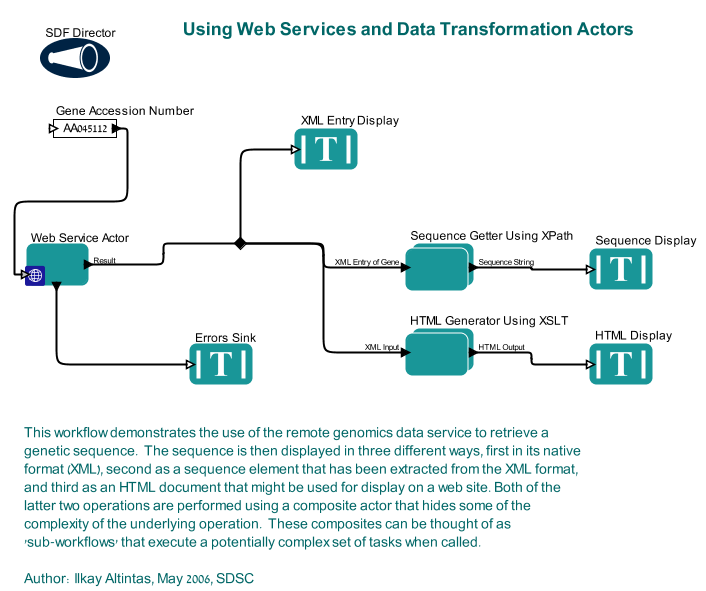 Using Web Services and Data Transformation Actors
SDF Director
Gene Accession Number
AA045112
XML Entry Display
T
Web Service Actor
Result
Sequence Getter Using XPath
XML Entry of Gene
Sequence String
Sequence Display
T
Errors Sink
T
HTML Generator Using XSLT
XML Input
HTML Output
HTML Display
T
This workflow demonstrates the use of the remote genomics data service to retrieve a
genetic sequence. The sequence is then displayed in three different ways, first in its native
format (XML), second as a sequence element that has been extracted from the XML format,
and third as an HTML document that might be used for display on a web site. Both of the
latter two operations are performed using a composite actor that hides some of the
complexity of the underlying operation. These composites can be thought of as
'sub-workflows' that execute a potentially complex set of tasks when called.
Author: Ilkay Altintas, May 2006, SDSC